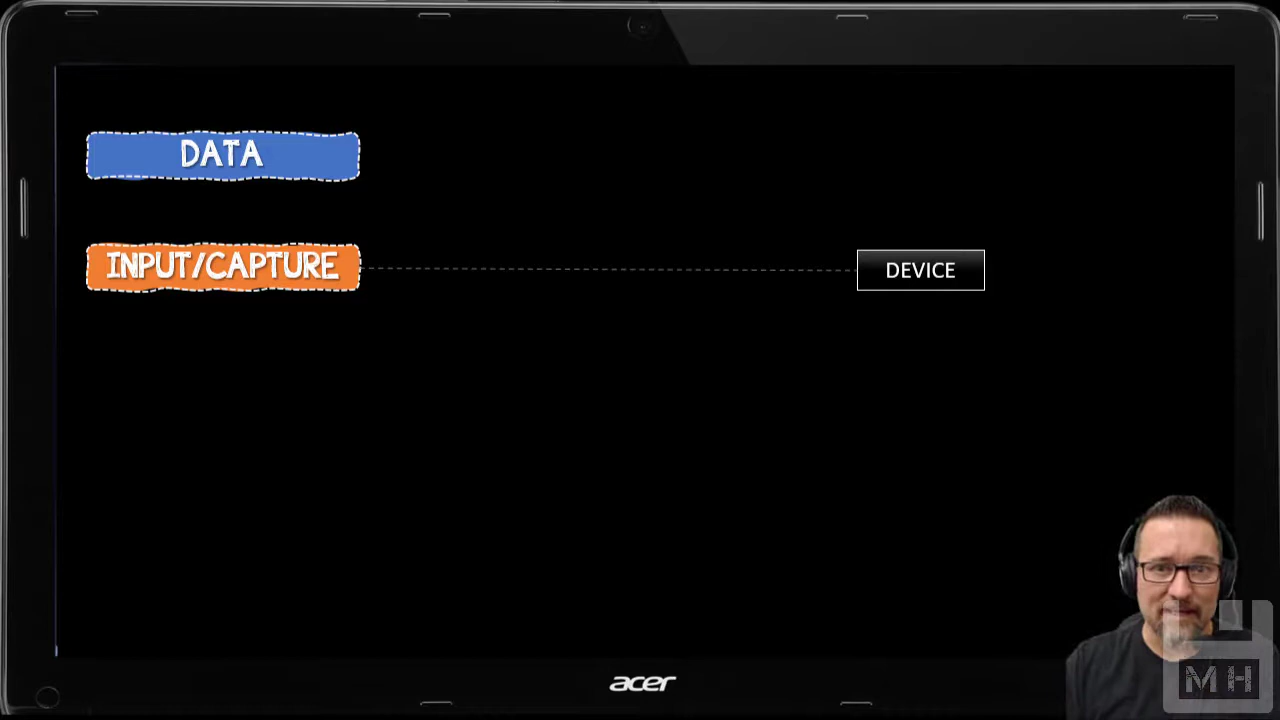 DATA
INPUT/CAPTURE
DEVICE
acer
MH